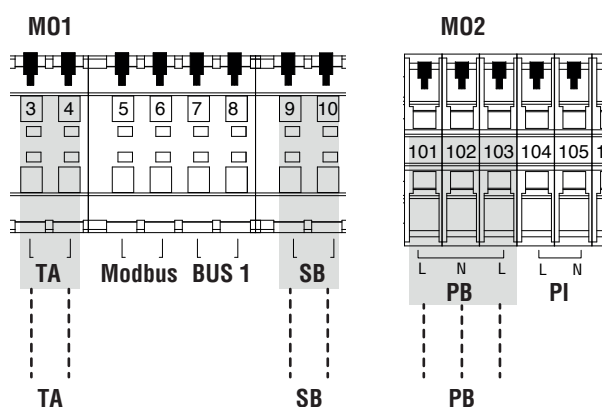 MO1 MO2
3 4 5 6 7 8 9 10
101 102 103 104 105
L N L L N
TA Modbus BUS 1 SB PB PI
TA SB PB